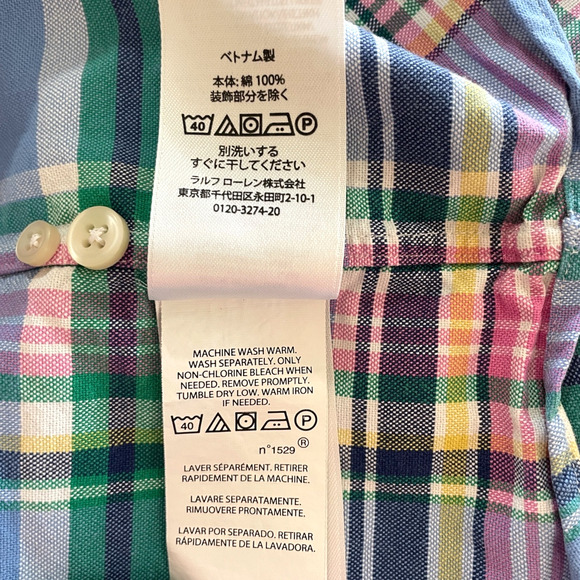 ベトナム製
本体: 綿 100%
装飾部分を除く
40 P
別洗いする
すぐに干してください
ラルフ ローレン株式会社
東京都千代田区永田町2-10-1
0120-3274-20
MACHINE WASH WARM.
WASH SEPARATELY. ONLY
NON-CHLORINE BLEACH WHEN
NEEDED. REMOVE PROMPTLY.
TUMBLE DRY LOW. WARM IRON
IF NEEDED.
40 P
n°1529 ®
LAVER SÉPARÉMENT. RETIRER
RAPIDEMENT DE LA MACHINE.
LAVARE SEPARATAMENTE.
RIMUOVERE PRONTAMENTE.
LAVAR POR SEPARADO. RETIRAR
RÁPIDAMENTE DE LA LAVADORA.